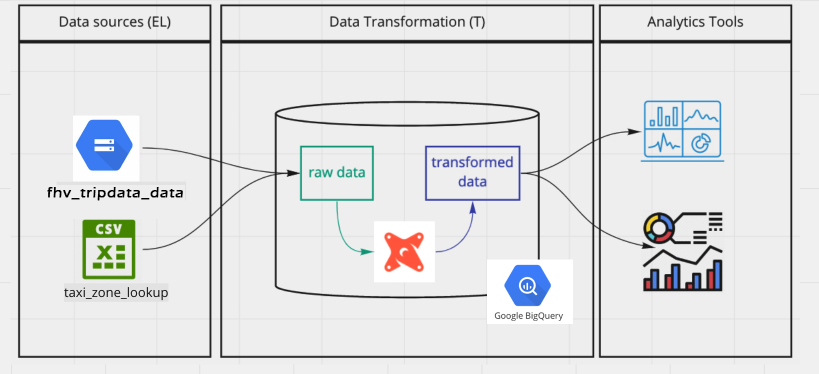 Data sources (EL)
Data Transformation (T)
Analytics Tools
fhv_tripdata_data
CSV
X
taxi_zone_lookup
raw data
transformed
data
Google BigQuery